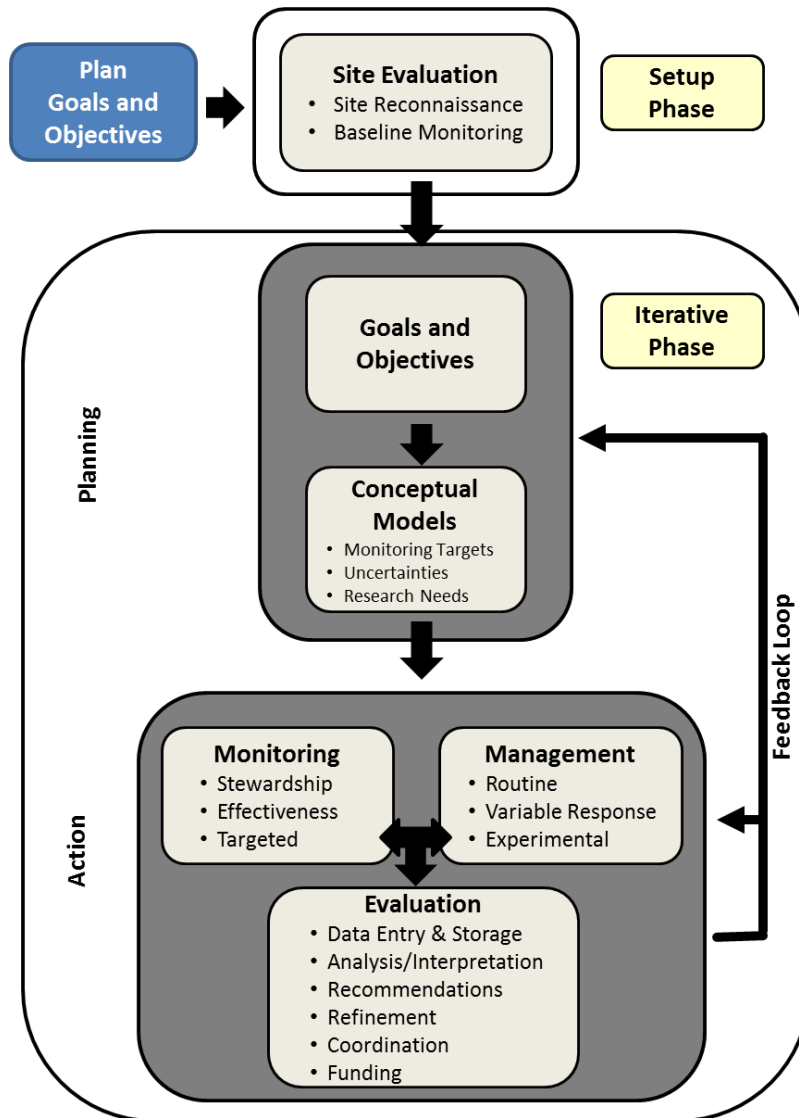 Plan
Goals and
Objectives
Site Evaluation
• Site Reconnaissance
• Baseline Monitoring
Setup
Phase
Goals and
Objectives
Iterative
Phase
Planning
Conceptual
Models
• Monitoring Targets
• Uncertainties
• Research Needs
Feedback Loop
Action
Monitoring
• Stewardship
• Effectiveness
• Targeted
Management
• Routine
• Variable Response
• Experimental
Evaluation
• Data Entry & Storage
• Analysis/Interpretation
• Recommendations
• Refinement
• Coordination
• Funding